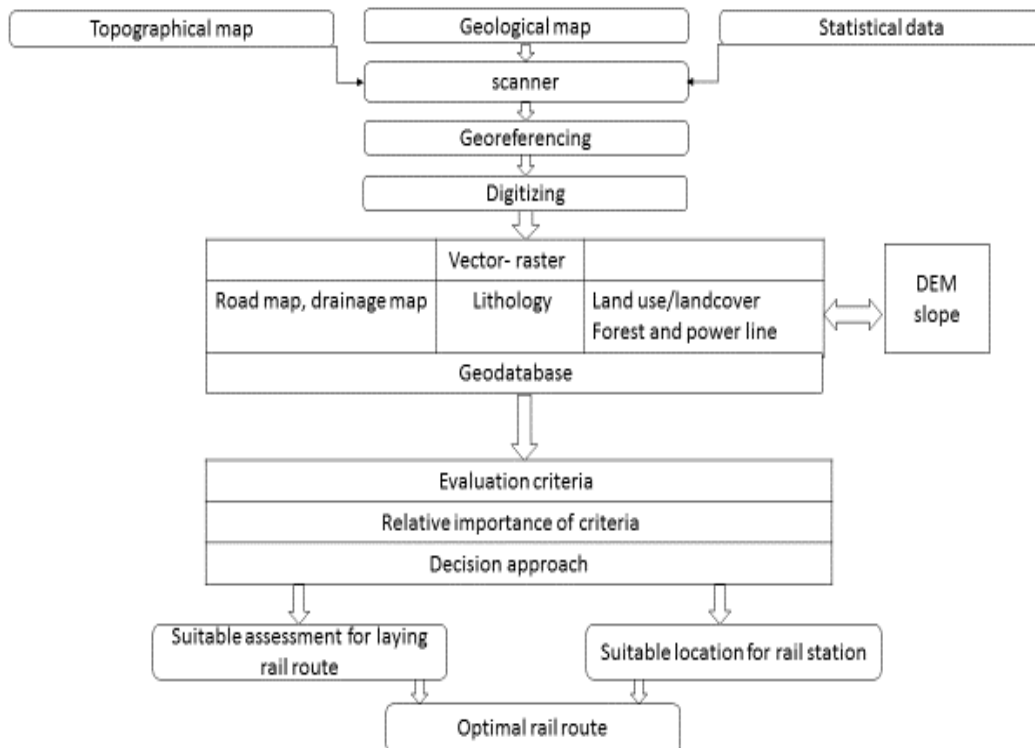 Topographical map
Geological map
Statistical data
scanner
Georeferencing
Digitizing
Vector- raster
Road map, drainage map
Lithology
Land use/landcover
Forest and power line
DEM
slope
Geodatabase
Evaluation criteria
Relative importance of criteria
Decision approach
Suitable assessment for laying
rail route
Suitable location for rail station
Optimal rail route